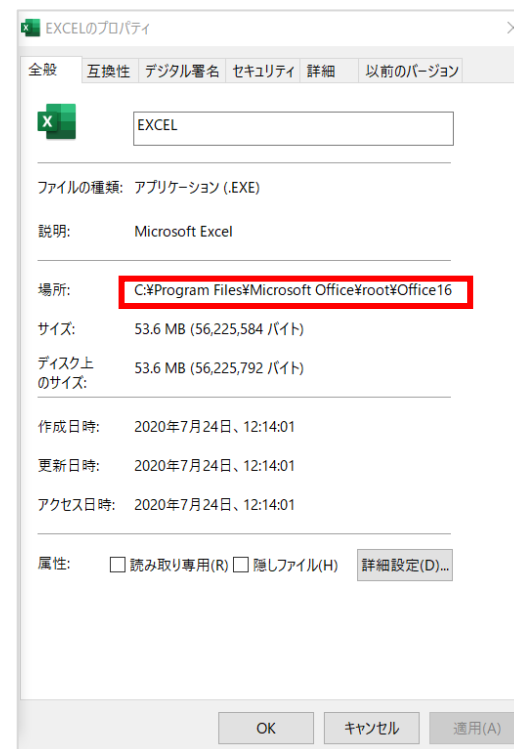 EXCELのプロパティ
全般 互換性 デジタル署名 セキュリティ 詳細 以前のバージョン
EXCEL
ファイルの種類: アプリケーション (.EXE)
説明: Microsoft Excel
場所: C:¥Program Files¥Microsoft Office¥root¥Office16
サイズ: 53.6 MB (56,225,584 バイト)
ディスク上
のサイズ: 53.6 MB (56,225,792 バイト)
作成日時: 2020年7月24日、12:14:01
更新日時: 2020年7月24日、12:14:01
アクセス日時: 2020年7月24日、12:14:01
属性: 読み取り専用(R) 隠しファイル(H) 詳細設定(D)...
OK キャンセル 適用(A)